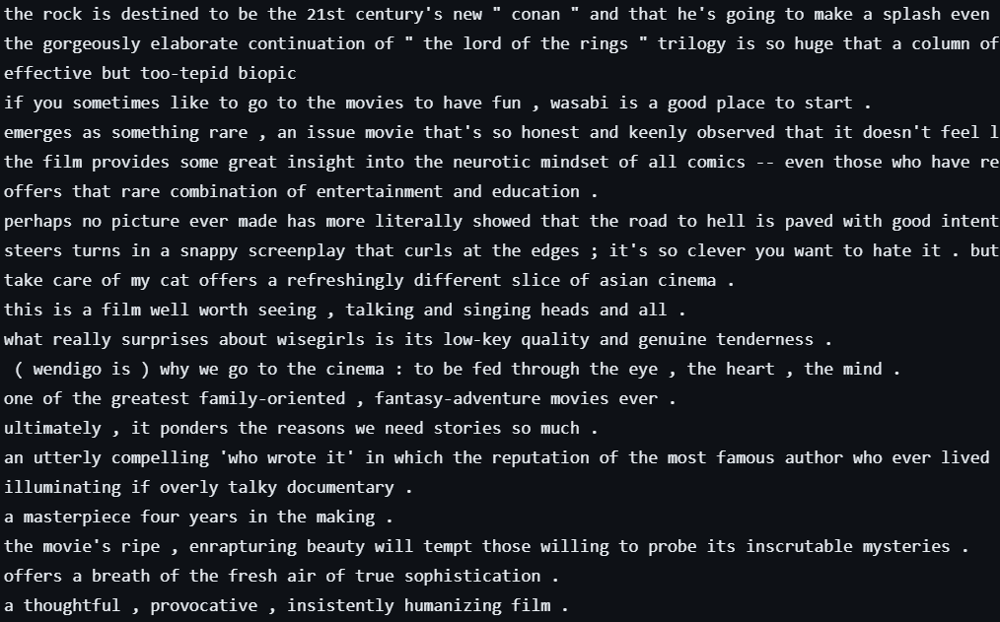 the rock is destined to be the 21st century's new " conan " and that he's going to make a splash even
the gorgeously elaborate continuation of " the lord of the rings " trilogy is so huge that a column of
effective but too-tepid biopic
if you sometimes like to go to the movies to have fun , wasabi is a good place to start .
emerges as something rare , an issue movie that's so honest and keenly observed that it doesn't feel l
the film provides some great insight into the neurotic mindset of all comics -- even those who have re
offers that rare combination of entertainment and education .
perhaps no picture ever made has more literally showed that the road to hell is paved with good intent
steers turns in a snappy screenplay that curls at the edges ; it's so clever you want to hate it . but
take care of my cat offers a refreshingly different slice of asian cinema .
this is a film well worth seeing , talking and singing heads and all .
what really surprises about wisegirls is its low-key quality and genuine tenderness .
( wendigo is ) why we go to the cinema : to be fed through the eye , the heart , the mind .
one of the greatest family-oriented , fantasy-adventure movies ever .
ultimately , it ponders the reasons we need stories so much .
an utterly compelling 'who wrote it' in which the reputation of the most famous author who ever lived
illuminating if overly talky documentary .
a masterpiece four years in the making .
the movie's ripe , enrapturing beauty will tempt those willing to probe its inscrutable mysteries .
offers a breath of the fresh air of true sophistication .
a thoughtful , provocative , insistently humanizing film .